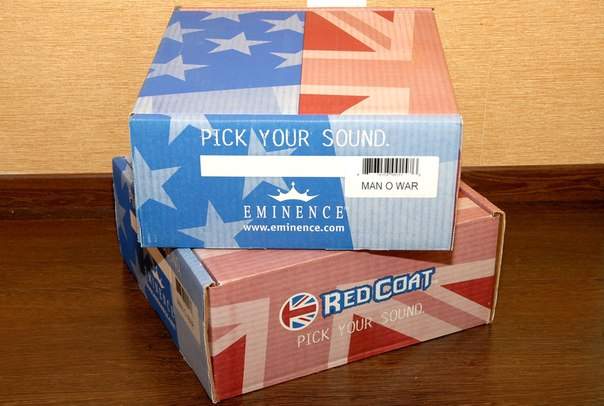 PICK YOUR SOUND.
MAN O WAR
EMINENCE
www.eminence.com
RED COAT
PICK YOUR SOUND.